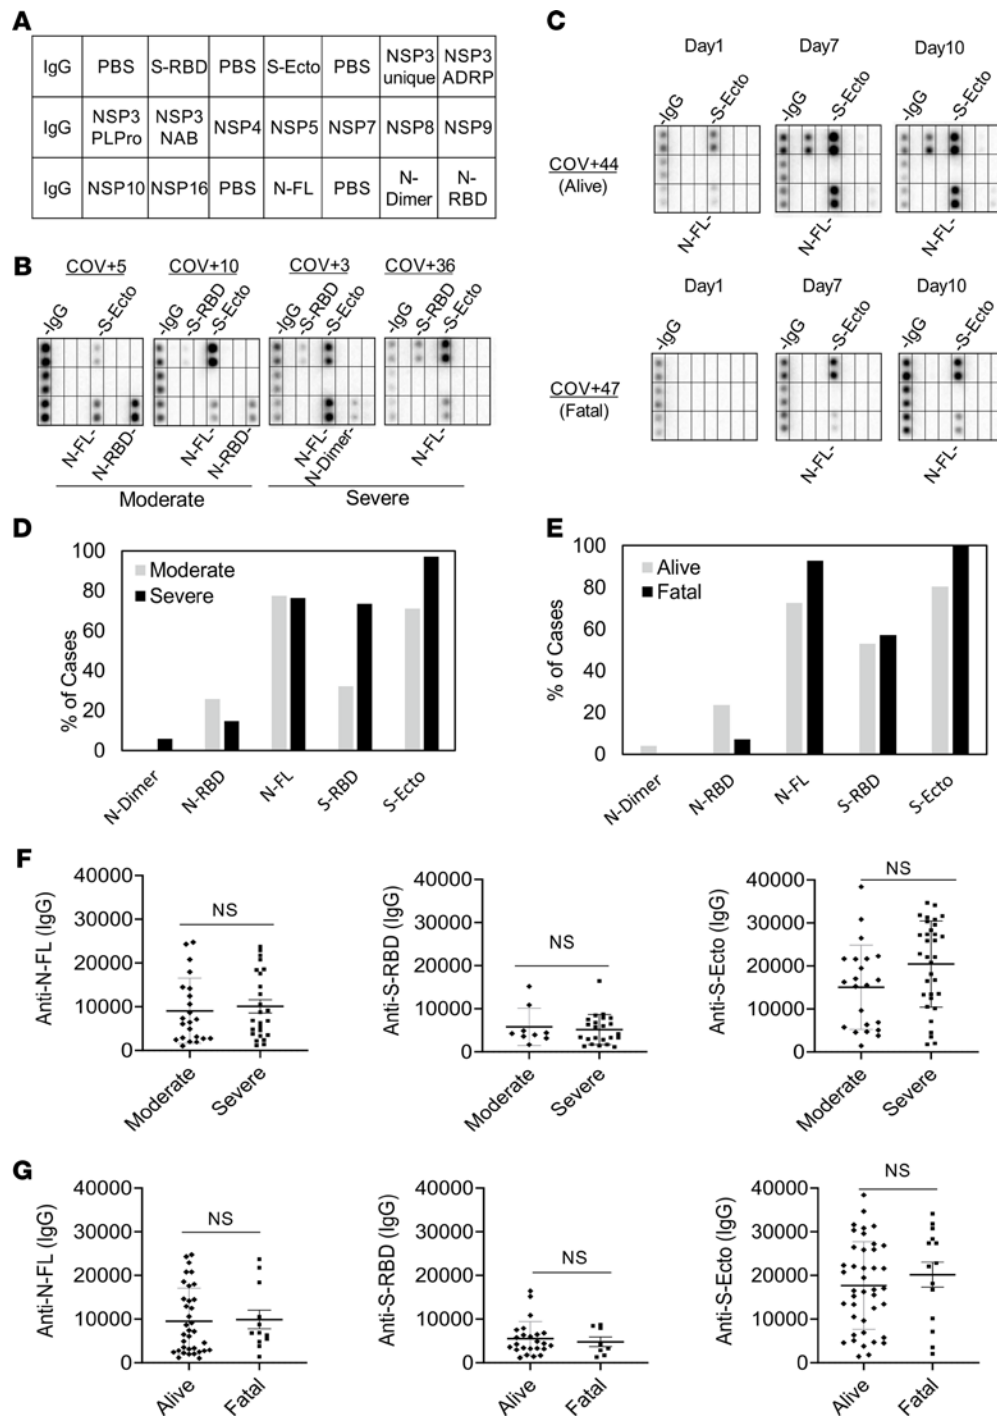 A
IgG PBS S-RBD PBS S-Ecto PBS NSP3 unique NSP3 ADRP
IgG NSP3 PLPro NSP3 NAB NSP4 NSP5 NSP7 NSP8 NSP9
IgG NSP10 NSP16 PBS N-FL PBS N-Dimer N-RBD
B
COV+5 COV+10 COV+3 COV+36
-IgG -S-Ecto -IgG -S-RBD -S-Ecto -IgG -S-RBD -S-Ecto -IgG -S-RBD -S-Ecto
N-FL- N-RBD- N-FL- N-RBD- N-FL- N-Dimer- N-FL-
Moderate Severe
C
Day1 Day7 Day10
-IgG -S-Ecto -IgG -S-Ecto -IgG -S-Ecto
COV+44
(Alive)
N-FL- N-FL- N-FL-
Day1 Day7 Day10
-IgG -IgG -S-Ecto -IgG -S-Ecto
COV+47
(Fatal)
N-FL- N-FL-
D
% of Cases
100
80
60
40
20
0
Moderate
Severe
N-Dimer N-RBD N-FL S-RBD S-Ecto
E
% of Cases
100
80
60
40
20
0
Alive
Fatal
N-Dimer N-RBD N-FL S-RBD S-Ecto
F
Anti-N-FL (IgG)
40000
30000
20000
10000
0
NS
Moderate Severe
Anti-S-RBD (IgG)
40000
30000
20000
10000
0
NS
Moderate Severe
Anti-S-Ecto (IgG)
40000
30000
20000
10000
0
NS
Moderate Severe
G
Anti-N-FL (IgG)
40000
30000
20000
10000
0
NS
Alive Fatal
Anti-S-RBD (IgG)
40000
30000
20000
10000
0
NS
Alive Fatal
Anti-S-Ecto (IgG)
40000
30000
20000
10000
0
NS
Alive Fatal